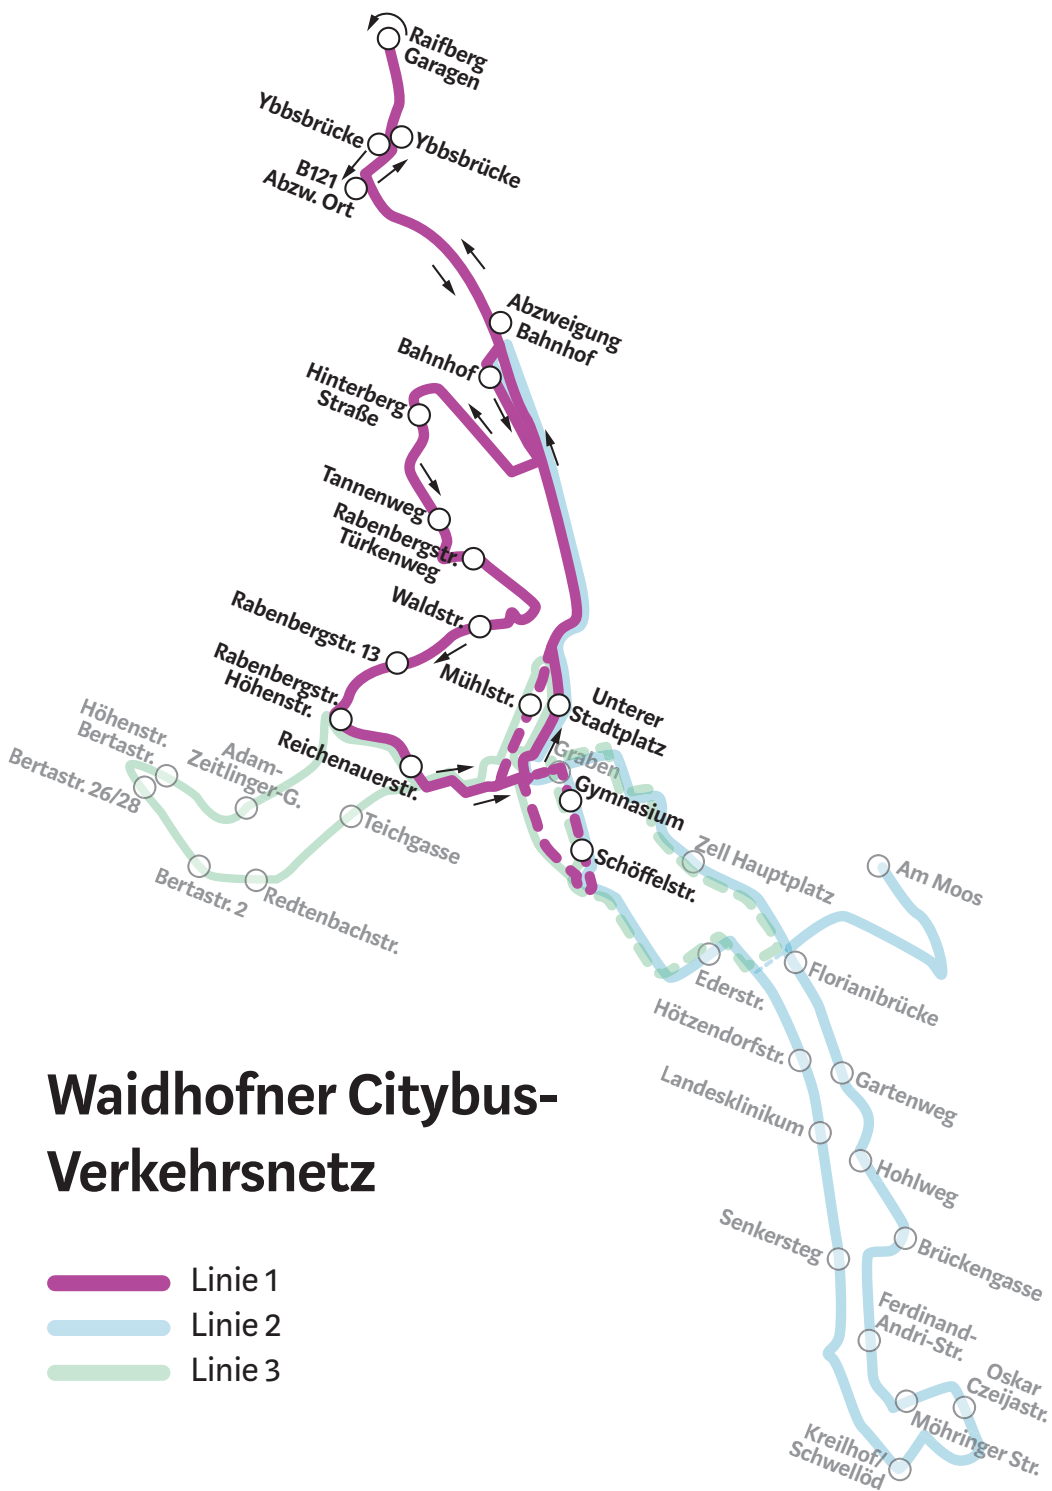 Raifberg
Garagen
Ybbsbrücke
Ybbsbrücke
B121
Abzw. Ort
Abzweigung
Bahnhof
Bahnhof
Hinterberg
Straße
Tannenweg
Rabenbergstr.
Türkenweg
Waldstr.
Rabenbergstr. 13
Rabenbergstr.
Höhenstr.
Mühlstr.
Unterer
Stadtplatz
Reichenauerstr.
Höhenstr.
Bertastr.
Adam-
Zeitlinger-G.
Bertastr. 26/28
Graben
Gymnasium
Teichgasse
Schöffelstr.
Zell Hauptplatz
Am Moos
Bertastr. 2
Redtenbachstr.
Ederstr.
Florianibrücke
Hötzendorfstr.
Landesklinikum
Gartenweg
Hohlweg
Senkersteg
Brückengasse
Ferdinand-
Andri-Str.
Oskar
Czeijastr.
Möhringer Str.
Kreilhof/
Schwellöd
Waidhofner Citybus-
Verkehrsnetz
Linie 1
Linie 2
Linie 3